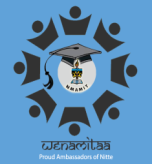 NMAMIT
WENAMITAA
Proud Ambassadors of Nitte